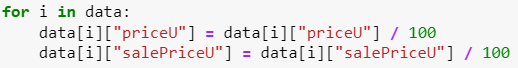 for i in data:
    data[i]["priceU"] = data[i]["priceU"] / 100
    data[i]["salePriceU"] = data[i]["salePriceU"] / 100